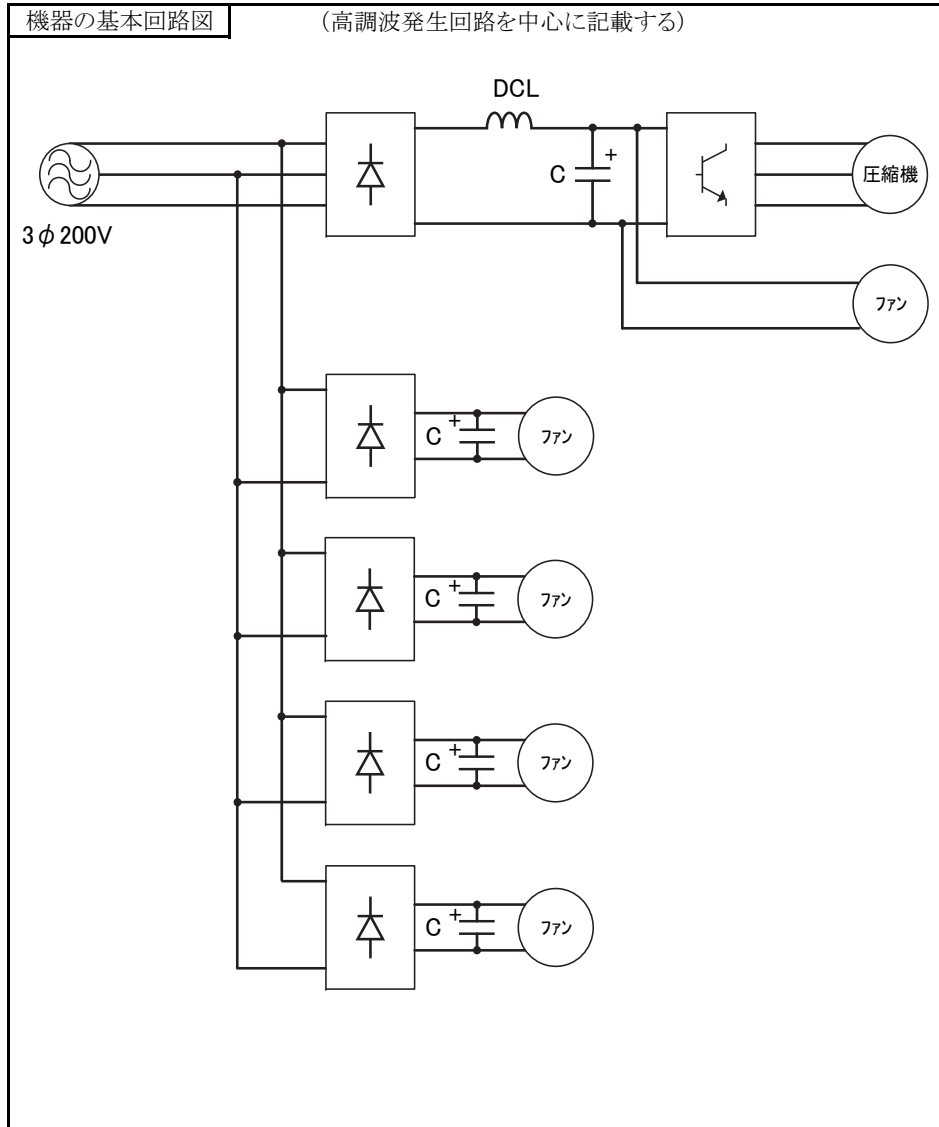 機器の基本回路図 (高調波発生回路を中心に記載する)
DCL
C +
圧縮機
3φ200V
ファン
C + ファン
C + ファン
C + ファン
C + ファン